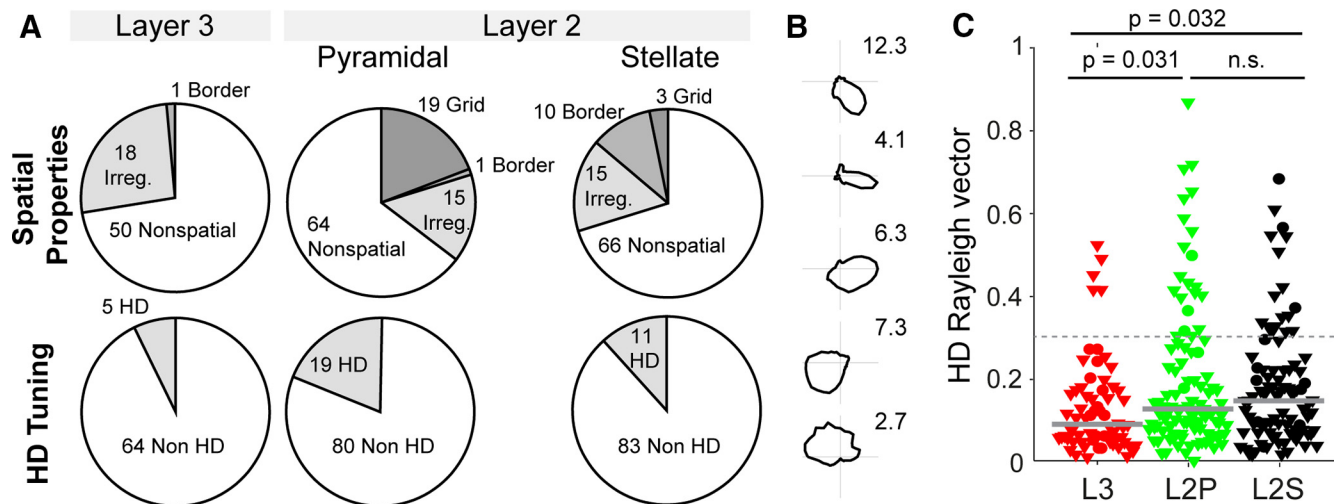 A
Layer 3
Layer 2
Pyramidal
Stellate
Spatial Properties
1 Border
18 Irreg.
50 Nonspatial
19 Grid
1 Border
15 Irreg.
64 Nonspatial
3 Grid
10 Border
15 Irreg.
66 Nonspatial
HD Tuning
5 HD
64 Non HD
19 HD
80 Non HD
11 HD
83 Non HD
B
12.3
4.1
6.3
7.3
2.7
C
p = 0.032
p = 0.031
n.s.
HD Rayleigh vector
1
0.8
0.6
0.4
0.2
0
L3
L2P
L2S